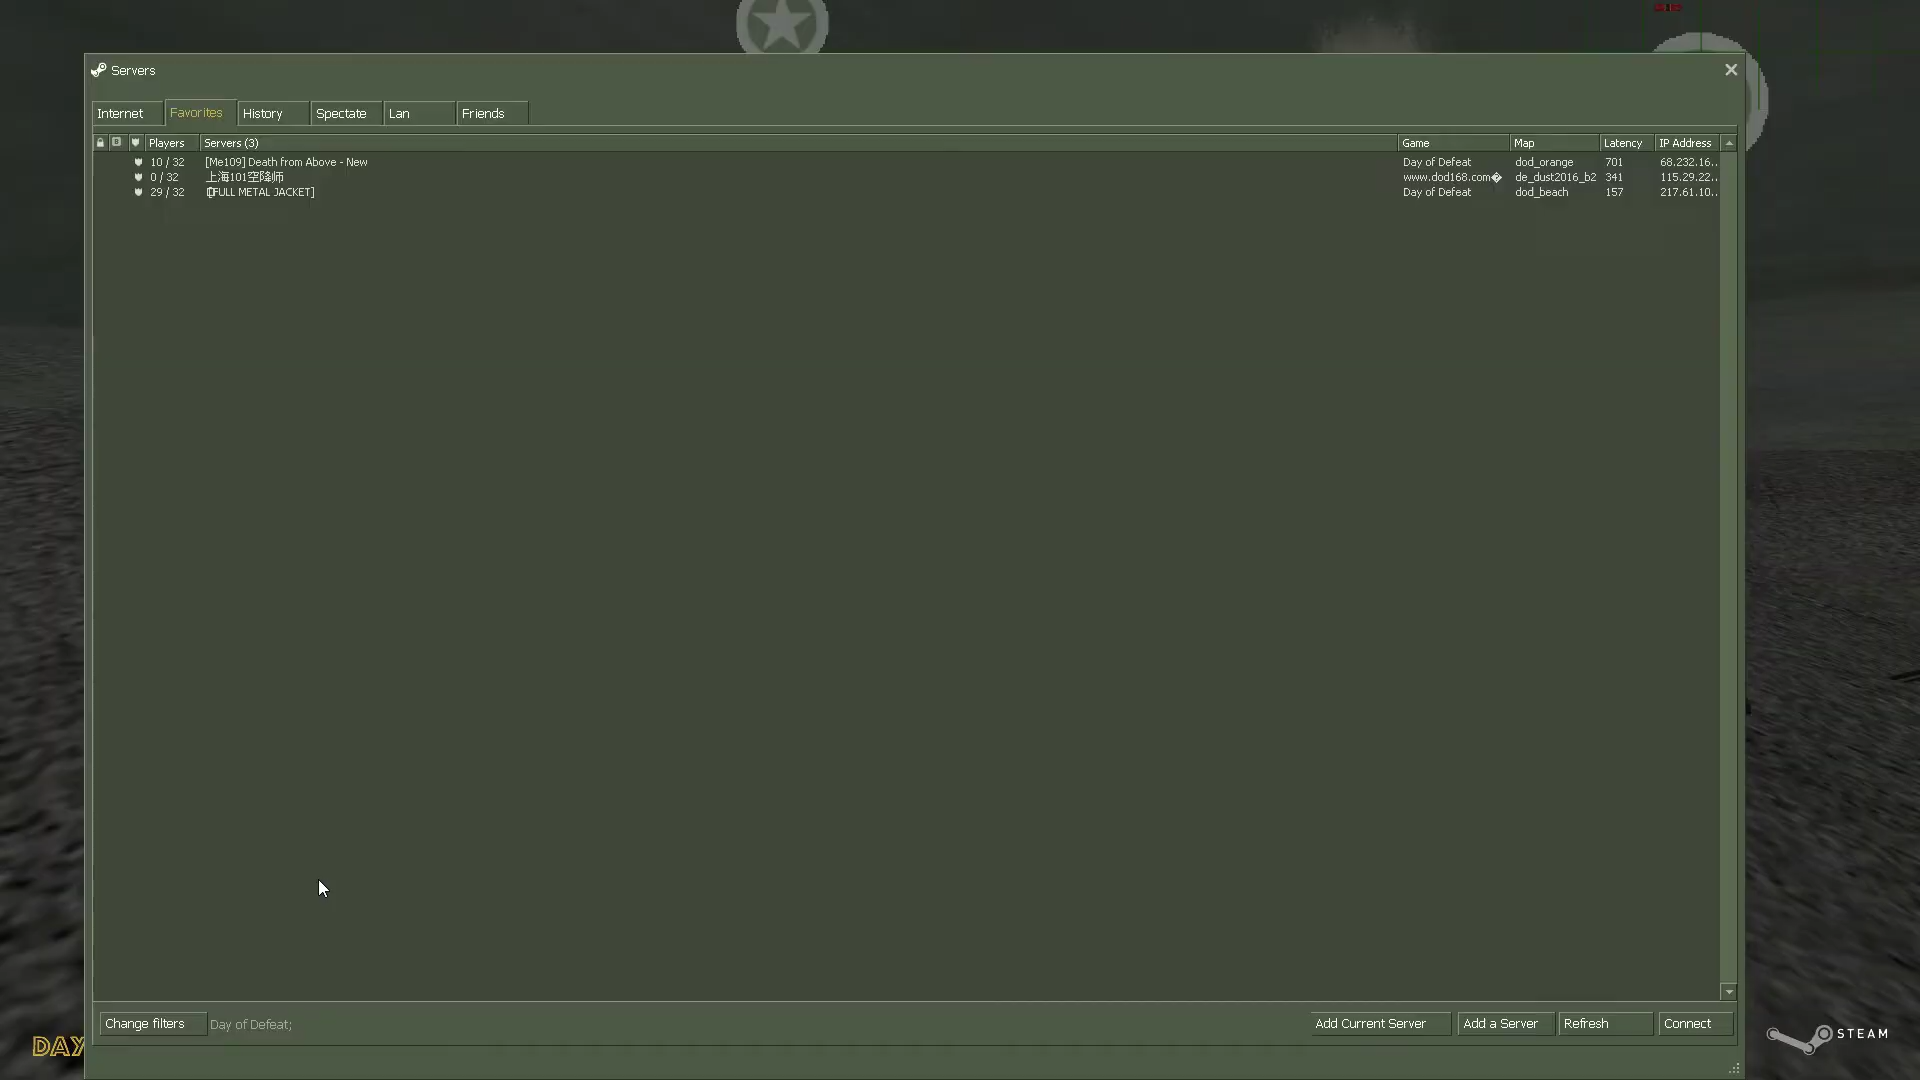 Servers
Internet Favorites History Spectate Lan Friends
Players Servers (3) Game Map Latency IP Address
10 / 32 [Me109] Death from Above - New Day of Defeat dod_orange 701 68.232.16..
0 / 32 上海101空降师 www.dod168.com de_dust2016_b2 341 115.29.22..
29 / 32 [FULL METAL JACKET] Day of Defeat dod_beach 157 217.61.10..
Change filters Day of Defeat; Add Current Server Add a Server Refresh Connect
DAY
STEAM